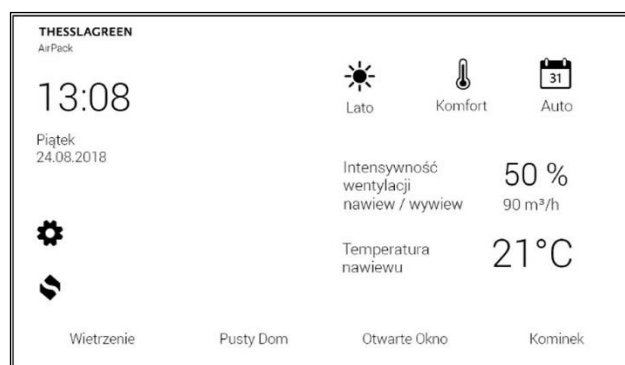 THESSLAGREEN
AirPack
13:08
Piątek
24.08.2018
Lato
Komfort
31
Auto
Intensywność
wentylacji
nawiew / wywiew
50 %
90 m³/h
Temperatura
nawiewu
21°C
Wietrzenie
Pusty Dom
Otwarte Okno
Kominek